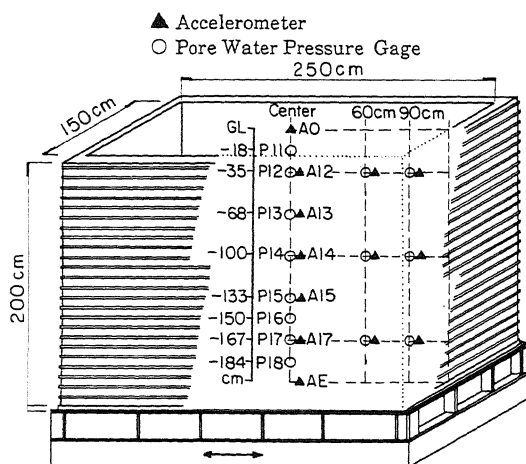 ▲ Accelerometer
○ Pore Water Pressure Gage
250cm
150cm
200cm
Center 60cm 90cm
GL A0
-18 P11
-35 P12 A12
-68 P13 A13
-100 P14 A14
-133 P15 A15
-150 P16
-167 P17 A17
-184 P18
cm AE